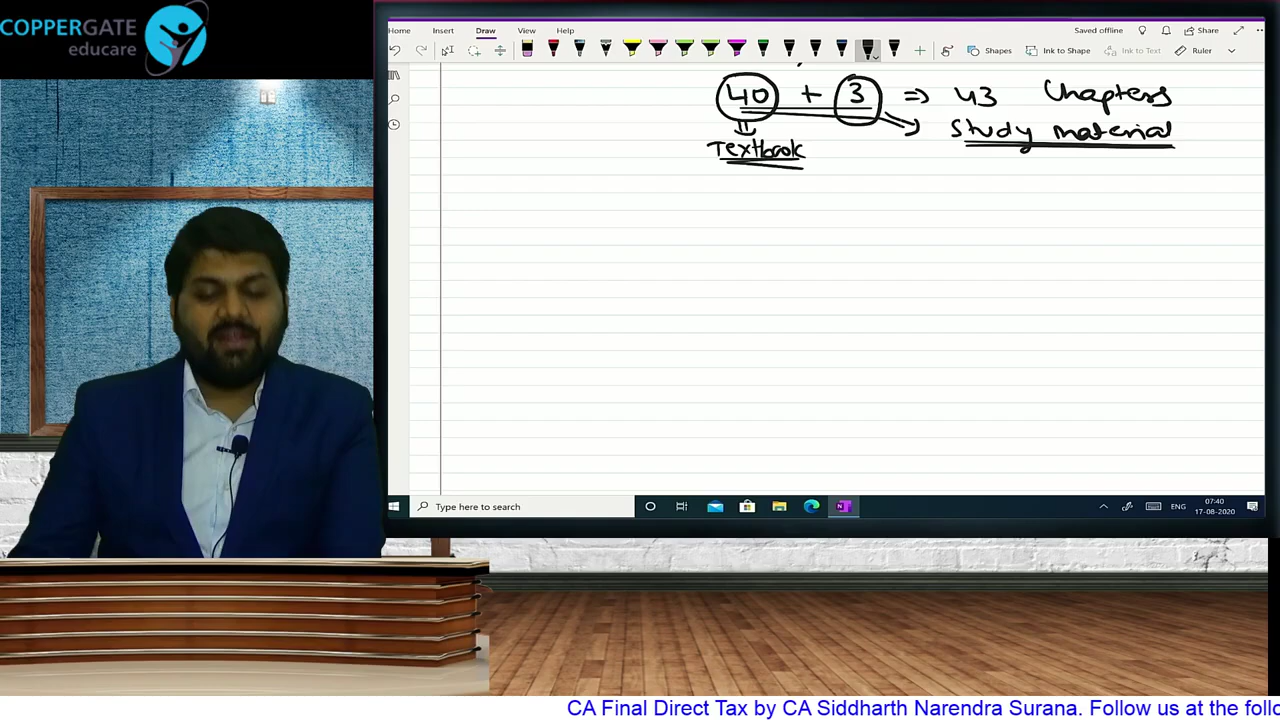 COPPERGATE
educare
Home Insert Draw View Help Saved offline Share
Shapes Ink to Shape Ink to Text Ruler
40 + 3 ⇒ 43 Chapters
Study material
Textbook
Type here to search
ENG
07:40
17-08-2020
CA Final Direct Tax by CA Siddharth Narendra Surana. Follow us at the follo